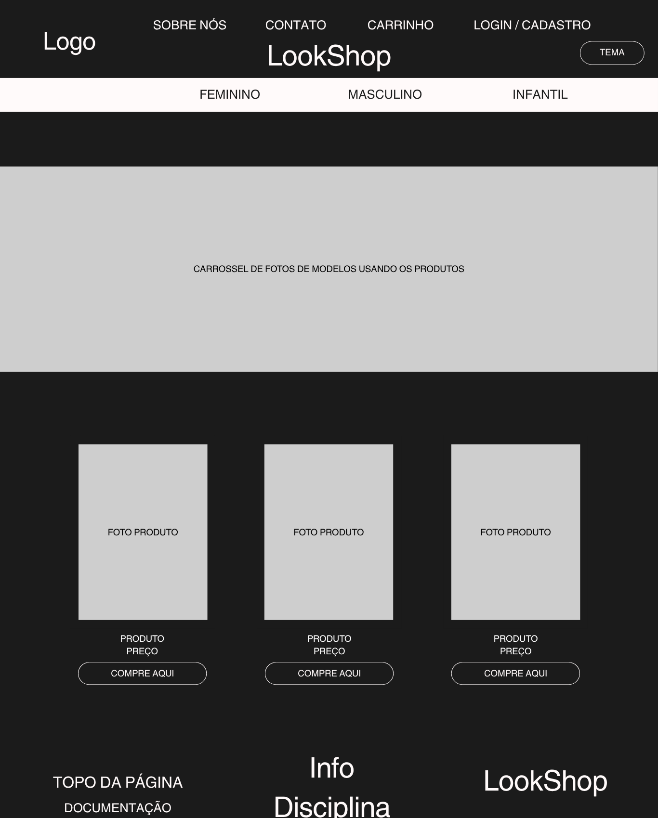 Logo
SOBRE NÓS
CONTATO
CARRINHO
LOGIN / CADASTRO
LookShop
TEMA
FEMININO
MASCULINO
INFANTIL
CARROSSEL DE FOTOS DE MODELOS USANDO OS PRODUTOS
FOTO PRODUTO
FOTO PRODUTO
FOTO PRODUTO
PRODUTO
PREÇO
COMPRE AQUI
PRODUTO
PREÇO
COMPRE AQUI
PRODUTO
PREÇO
COMPRE AQUI
TOPO DA PÁGINA
DOCUMENTAÇÃO
Info
Disciplina
LookShop